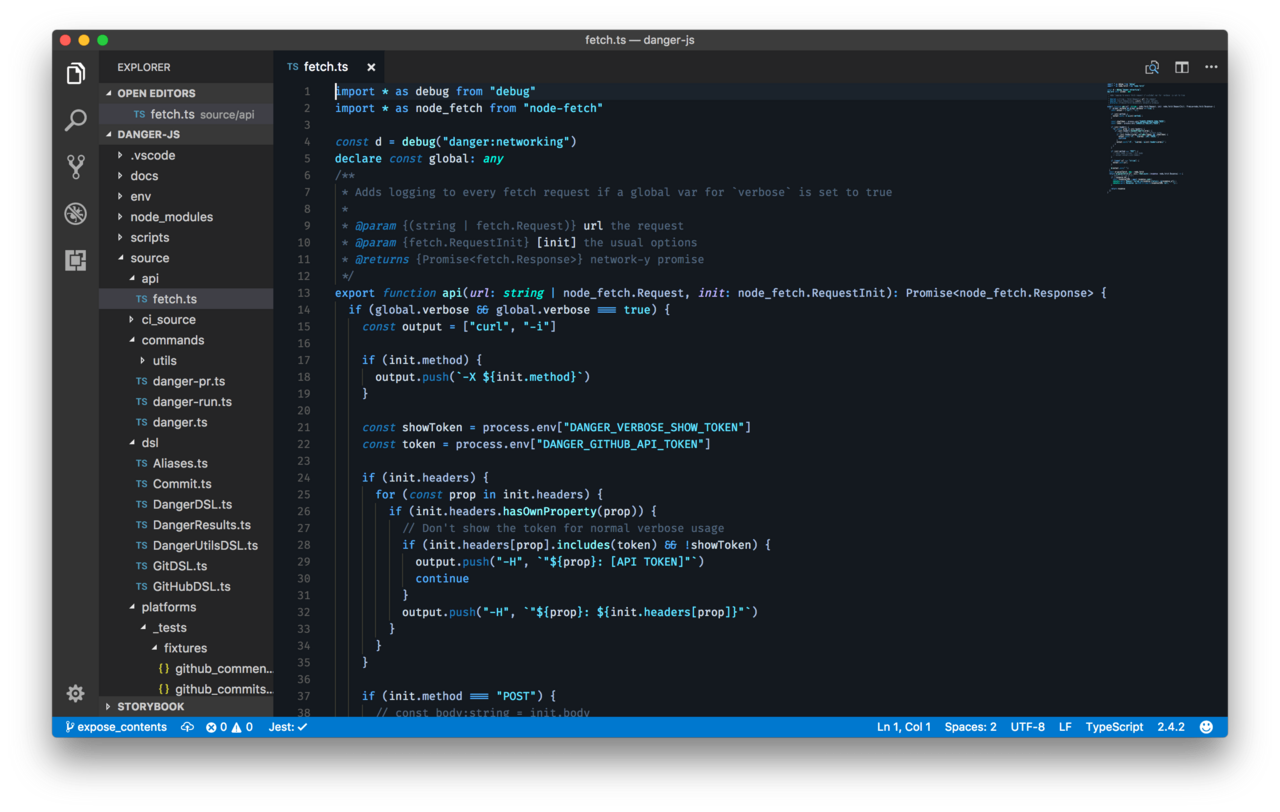 fetch.ts — danger-js
EXPLORER
OPEN EDITORS
TS fetch.ts source/api
DANGER-JS
.vscode
docs
env
node_modules
scripts
source
api
TS fetch.ts
ci_source
commands
utils
TS danger-pr.ts
TS danger-run.ts
TS danger.ts
dsl
TS Aliases.ts
TS Commit.ts
TS DangerDSL.ts
TS DangerResults.ts
TS DangerUtilsDSL.ts
TS GitDSL.ts
TS GitHubDSL.ts
platforms
_tests
fixtures
{} github_commen...
{} github_commits...
STORYBOOK
TS fetch.ts ×
1 import * as debug from "debug"
2 import * as node_fetch from "node-fetch"
3
4 const d = debug("danger:networking")
5 declare const global: any
6 /**
7 * Adds logging to every fetch request if a global var for `verbose` is set to true
8 *
9 * @param {(string | fetch.Request)} url the request
10 * @param {fetch.RequestInit} [init] the usual options
11 * @returns {Promise<fetch.Response>} network-y promise
12 */
13 export function api(url: string | node_fetch.Request, init: node_fetch.RequestInit): Promise<node_fetch.Response> {
14 if (global.verbose && global.verbose === true) {
15 const output = ["curl", "-i"]
16
17 if (init.method) {
18 output.push(`-X ${init.method}`)
19 }
20
21 const showToken = process.env["DANGER_VERBOSE_SHOW_TOKEN"]
22 const token = process.env["DANGER_GITHUB_API_TOKEN"]
23
24 if (init.headers) {
25 for (const prop in init.headers) {
26 if (init.headers.hasOwnProperty(prop)) {
27 // Don't show the token for normal verbose usage
28 if (init.headers[prop].includes(token) && !showToken) {
29 output.push("-H", `"${prop}: [API TOKEN]"`)
30 continue
31 }
32 output.push("-H", `"${prop}: ${init.headers[prop]}"`)
33 }
34 }
35 }
36
37 if (init.method === "POST") {
38 // const body:string = init.body
expose_contents 0 0 Jest: ✓ Ln 1, Col 1 Spaces: 2 UTF-8 LF TypeScript 2.4.2